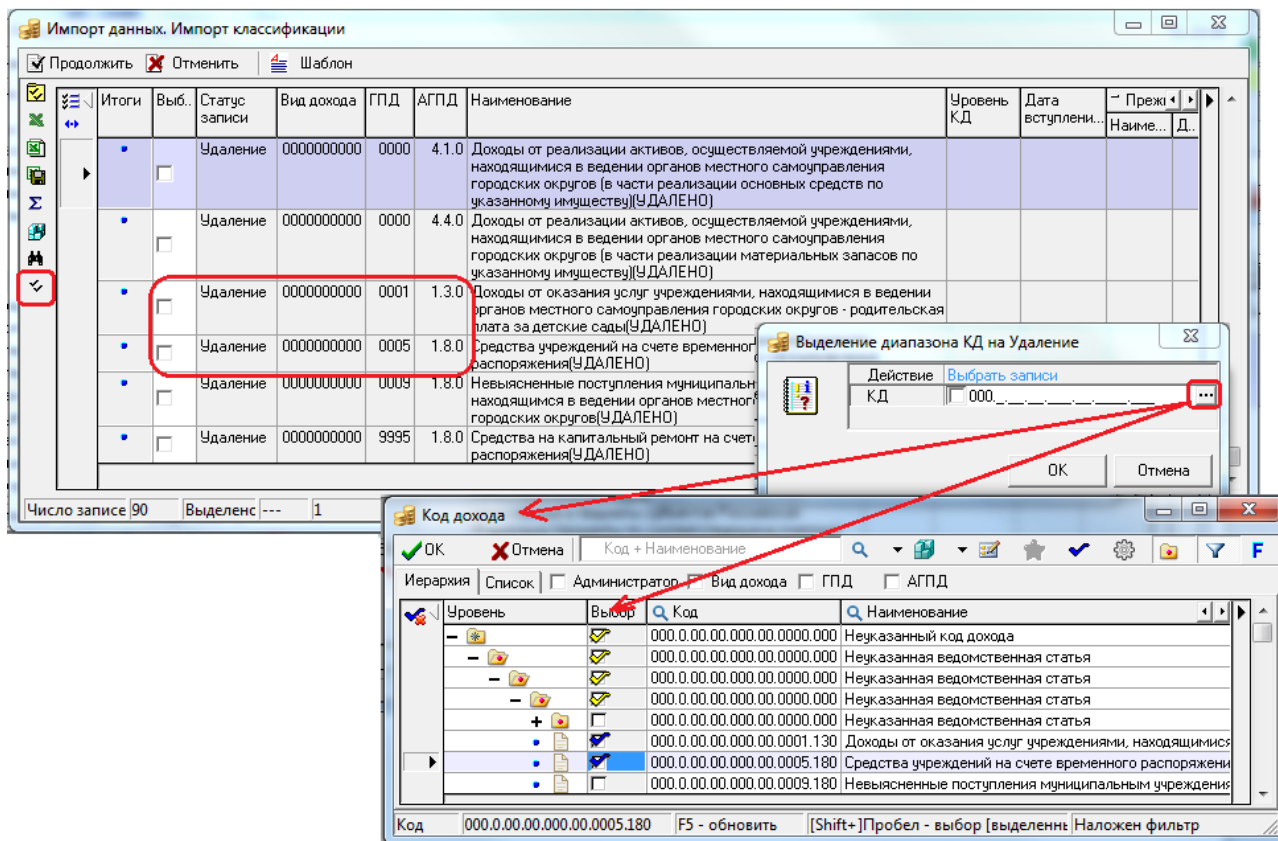 Импорт данных. Импорт классификации
Продолжить Отменить Шаблон
Итоги Выб.. Статус записи Вид дохода ГПД АГПД Наименование Уровень КД Дата вступлени... Преж
Наиме... Д..
Удаление 0000000000 0000 4.1.0 Доходы от реализации активов, осуществляемой учреждениями,
находящимися в ведении органов местного самоуправления
городских округов (в части реализации основных средств по
указанному имуществу)(УДАЛЕНО)
Удаление 0000000000 0000 4.4.0 Доходы от реализации активов, осуществляемой учреждениями,
находящимися в ведении органов местного самоуправления
городских округов (в части реализации материальных запасов по
указанному имуществу)(УДАЛЕНО)
Удаление 0000000000 0001 1.3.0 Доходы от оказания услуг учреждениями, находящимися в ведении
органов местного самоуправления городских округов - родительская
плата за детские сады(УДАЛЕНО)
Удаление 0000000000 0005 1.8.0 Средства учреждений на счете временног
распоряжения(УДАЛЕНО)
Удаление 0000000000 0009 1.8.0 Невыясненные поступления муниципальн
находящимся в ведении органов местног
городских округов(УДАЛЕНО)
Удаление 0000000000 9995 1.8.0 Средства на капитальный ремонт на счет
распоряжения(УДАЛЕНО)
Число записе 90 Выделенс --- 1
Выделение диапазона КД на Удаление
Действие Выбрать записи
КД 000._.__.__.___.__.____.___ ...
OK Отмена
Код дохода
OK Отмена Код + Наименование F
Иерархия Список Администратор Вид дохода ГПД АГПД
Уровень Выбор Код Наименование
000.0.00.00.000.00.0000.000 Неуказанный код дохода
000.0.00.00.000.00.0000.000 Неуказанная ведомственная статья
000.0.00.00.000.00.0000.000 Неуказанная ведомственная статья
000.0.00.00.000.00.0000.000 Неуказанная ведомственная статья
000.0.00.00.000.00.0000.000 Неуказанная ведомственная статья
000.0.00.00.000.00.0001.130 Доходы от оказания услуг учреждениями, находящимися
000.0.00.00.000.00.0005.180 Средства учреждений на счете временного распоряжени
000.0.00.00.000.00.0009.180 Невыясненные поступления муниципальным учреждения
Код 000.0.00.00.000.00.0005.180 F5 - обновить [Shift+]Пробел - выбор [выделеннь Наложен фильтр